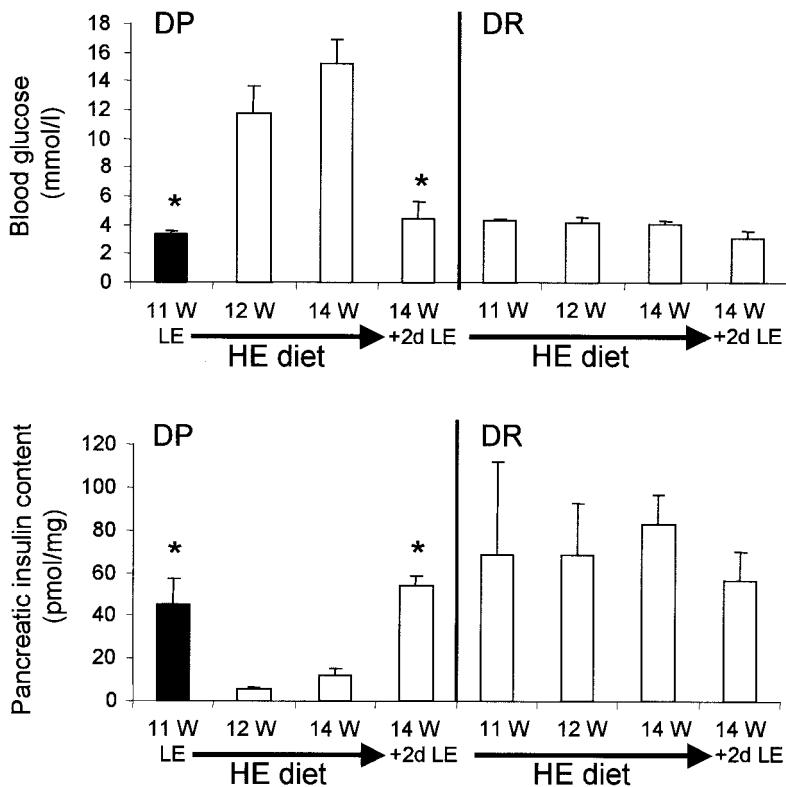 DP
DR
Blood glucose
(mmol/l)
18
16
14
12
10
8
6
4
2
0
*
*
11 W
12 W
14 W
14 W
11 W
12 W
14 W
14 W
LE
+2d LE
+2d LE
HE diet
HE diet
DP
DR
Pancreatic insulin content
(pmol/mg)
120
100
80
60
40
20
0
*
*
11 W
12 W
14 W
14 W
11 W
12 W
14 W
14 W
LE
+2d LE
+2d LE
HE diet
HE diet